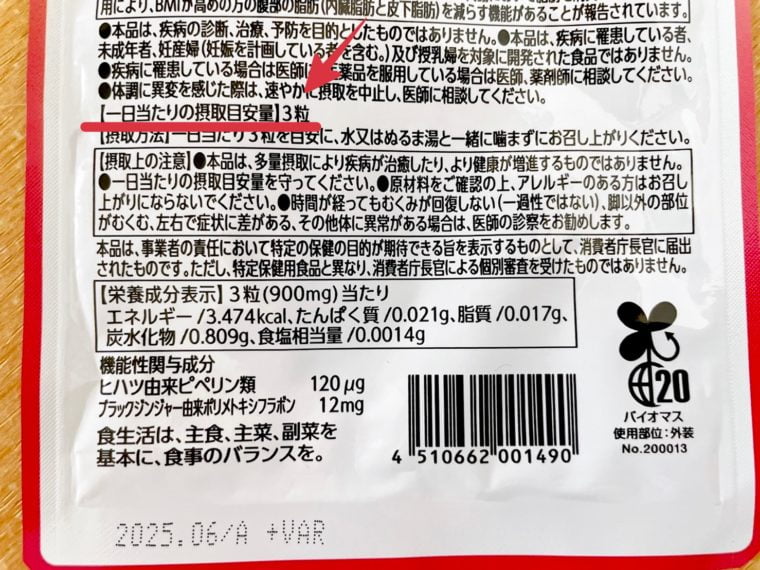 用により、BMIが高めの方の腹部の脂肪(内臓脂肪と皮下脂肪)を減らす機能があることが報告されています。
●本品は、疾病の診断、治療、予防を目的としたものではありません。●本品は、疾病に罹患している者、
未成年者、妊産婦(妊娠を計画している者を含む。)及び授乳婦を対象に開発された食品ではありません。
●疾病に罹患している場合は医師に、医薬品を服用している場合は医師、薬剤師に相談してください。
●体調に異変を感じた際は、速やかに摂取を中止し、医師に相談してください。
【一日当たりの摂取目安量】3粒
【摂取方法】一日当たり3粒を目安に、水又はぬるま湯と一緒に噛まずにお召し上がりください。
【摂取上の注意】●本品は、多量摂取により疾病が治癒したり、より健康が増進するものではありません。
●一日当たりの摂取目安量を守ってください。●原材料をご確認の上、アレルギーのある方はお召し
上がりにならないでください。●時間が経ってもむくみが回復しない(一過性ではない)、脚以外の部位
がむくむ、左右で症状に差がある、その他体に異常がある場合は、医師の診察をお勧めします。
本品は、事業者の責任において特定の保健の目的が期待できる旨を表示するものとして、消費者庁長官に届出
されたものです。ただし、特定保健用食品と異なり、消費者庁長官による個別審査を受けたものではありません。
【栄養成分表示】3粒(900mg)当たり
エネルギー/3.474kcal、たんぱく質/0.021g、脂質/0.017g、
炭水化物/0.809g、食塩相当量/0.0014g
機能性関与成分
ヒハツ由来ピペリン類 120μg
ブラックジンジャー由来ポリメトキシフラボン 12mg
食生活は、主食、主菜、副菜を
基本に、食事のバランスを。
4 510662 001490
20
バイオマス
使用部位:外装
No.200013
2025.06/A +VAR